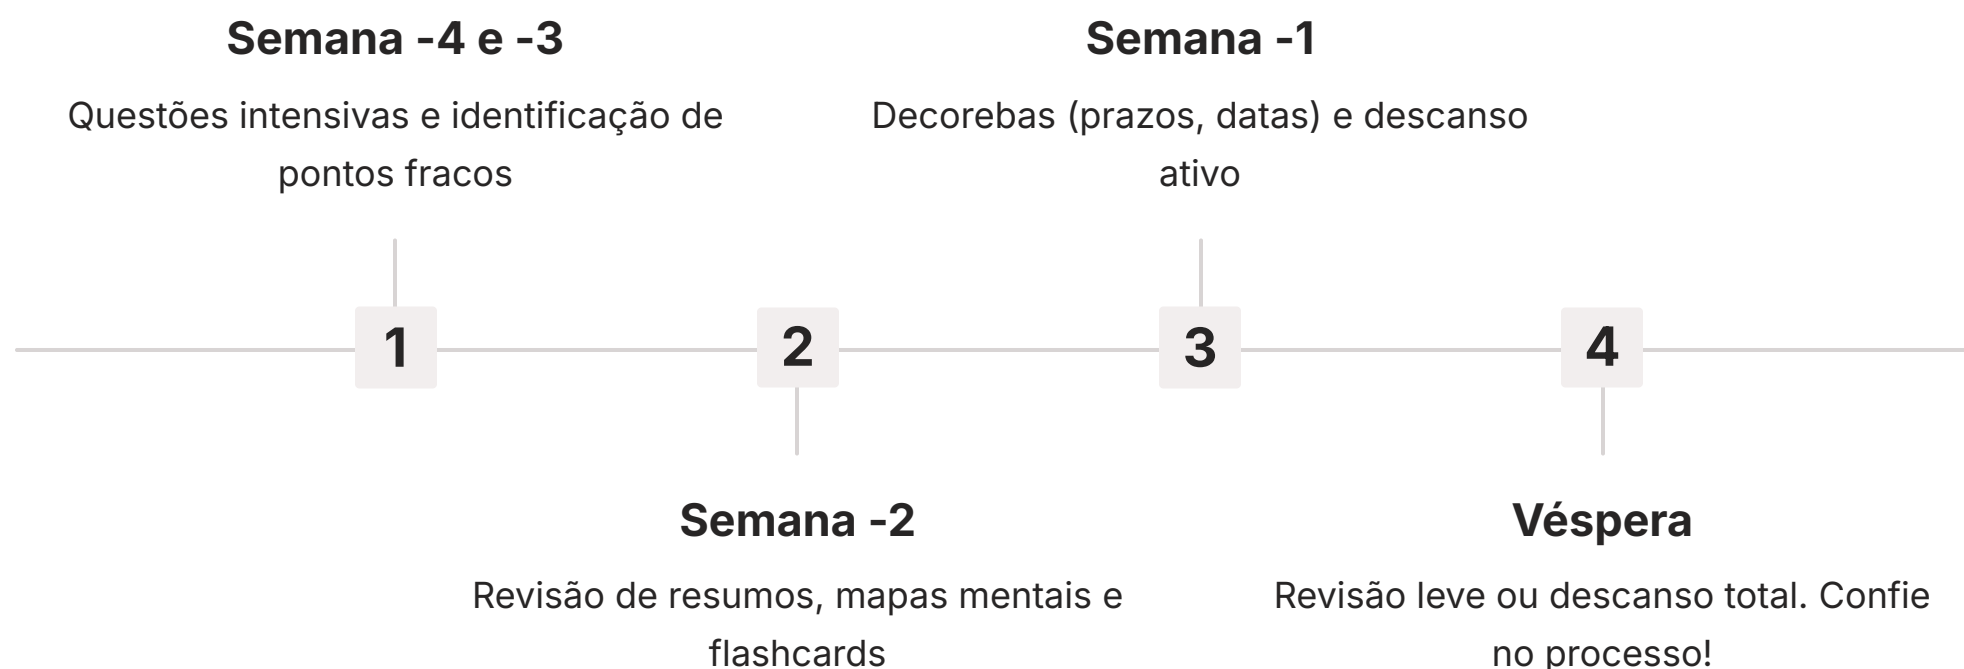 Semana -4 e -3
Questões intensivas e identificação de
pontos fracos
Semana -1
Decorebas (prazos, datas) e descanso
ativo
1
2
3
4
Semana -2
Revisão de resumos, mapas mentais e
flashcards
Véspera
Revisão leve ou descanso total. Confie
no processo!